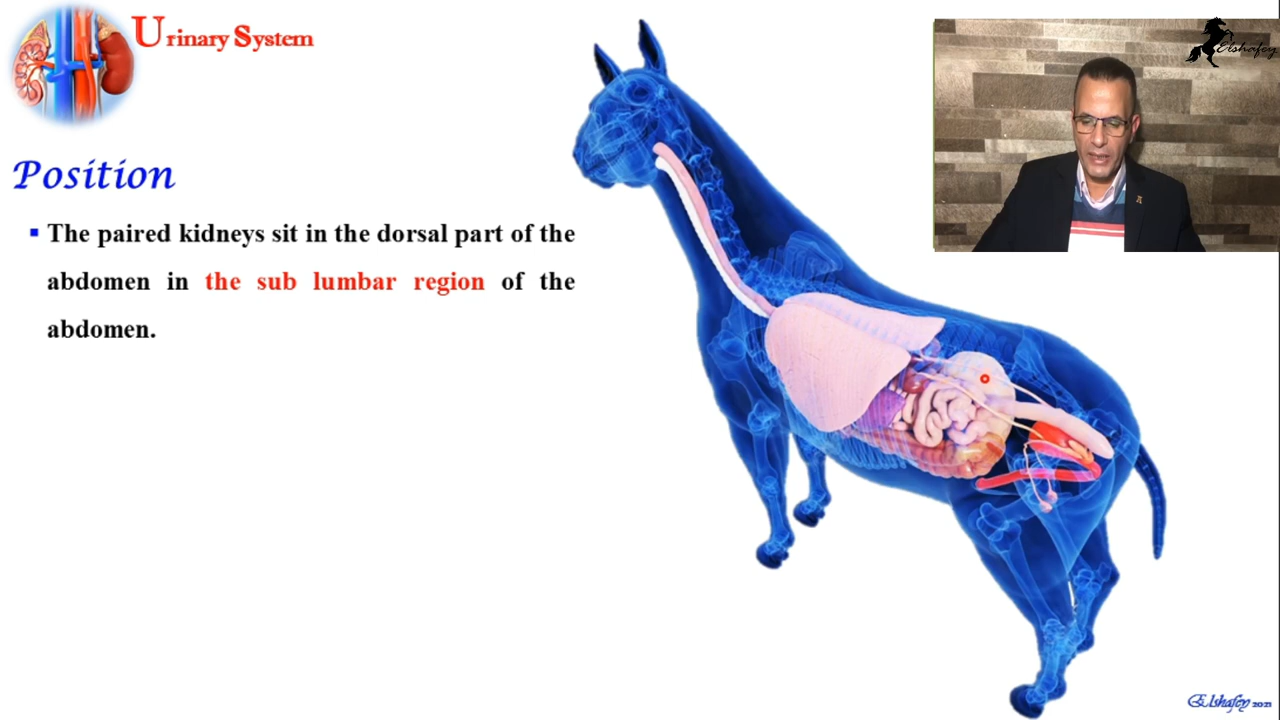 Urinary System
Elshafey
Position
▪ The paired kidneys sit in the dorsal part of the
abdomen in the sub lumbar region of the
abdomen.
Elshafey 2021